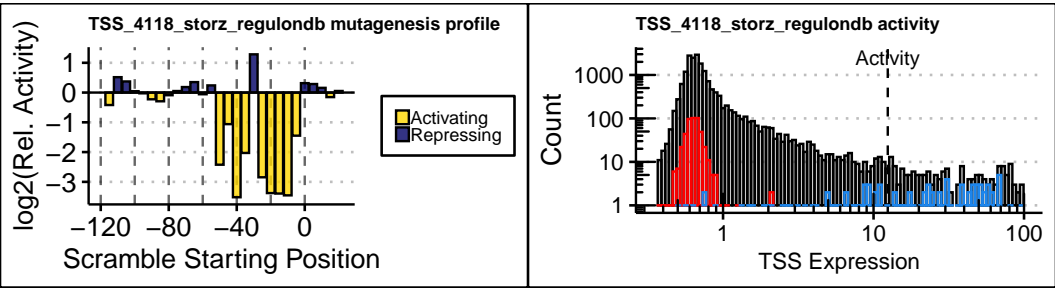 TSS_4118_storz_regulondb mutagenesis profile
log2(Rel. Activity)
1
0
−1
−2
−3
−120 −80 −40 0
Scramble Starting Position
Activating
Repressing
TSS_4118_storz_regulondb activity
Activity
Count
1000
100
10
1
1 10 100
TSS Expression